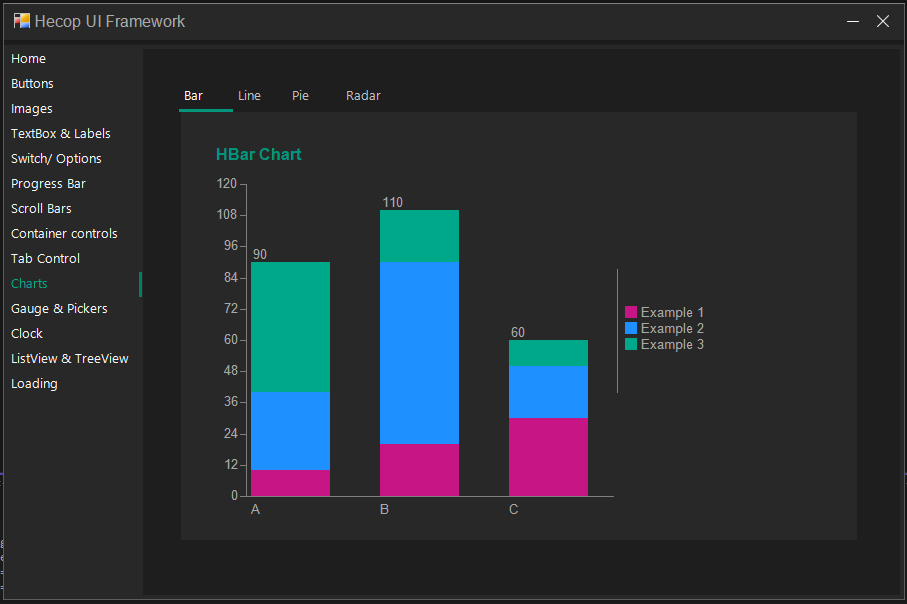 Hecop UI Framework
Home
Buttons
Images
TextBox & Labels
Switch/ Options
Progress Bar
Scroll Bars
Container controls
Tab Control
Charts
Gauge & Pickers
Clock
ListView & TreeView
Loading
Bar Line Pie Radar
HBar Chart
120
108
96
84
72
60
48
36
24
12
0
90
110
60
A B C
Example 1
Example 2
Example 3